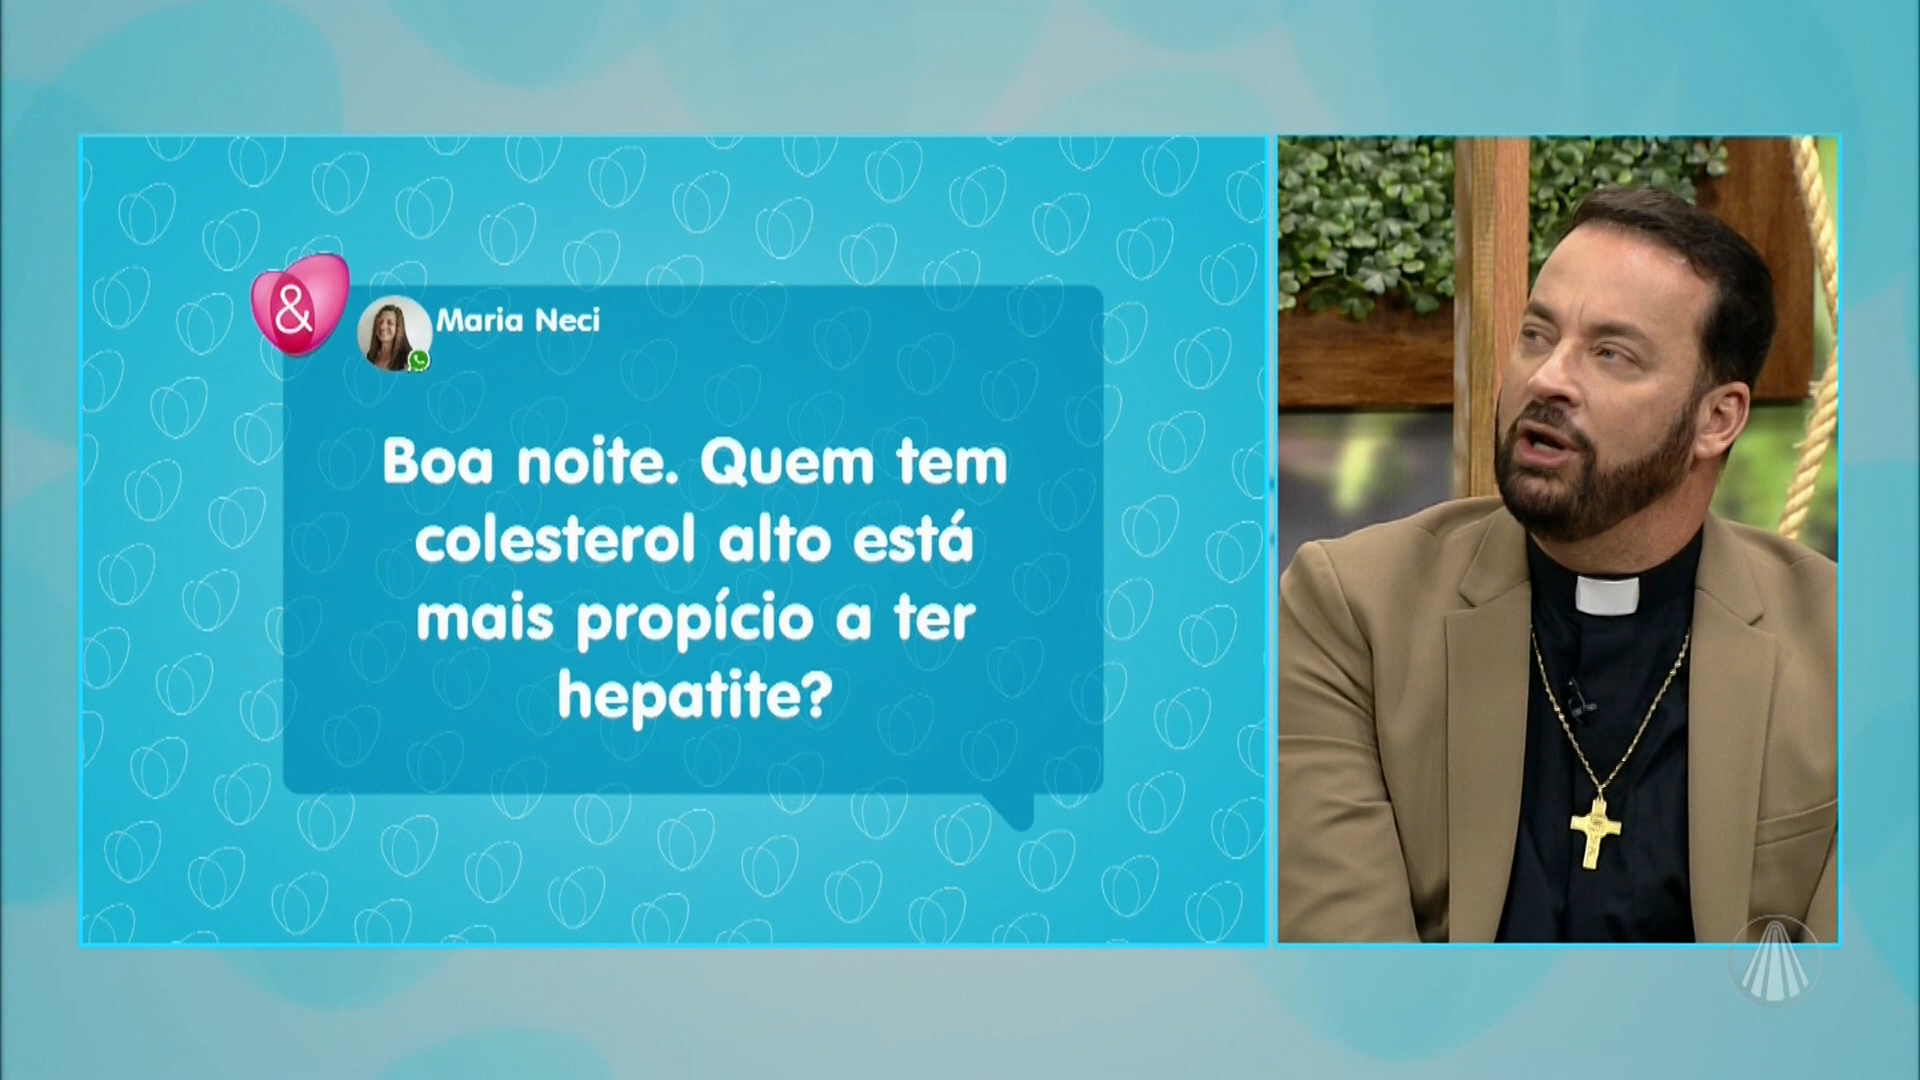 &
Maria Neci
Boa noite. Quem tem
colesterol alto está
mais propício a ter
hepatite?